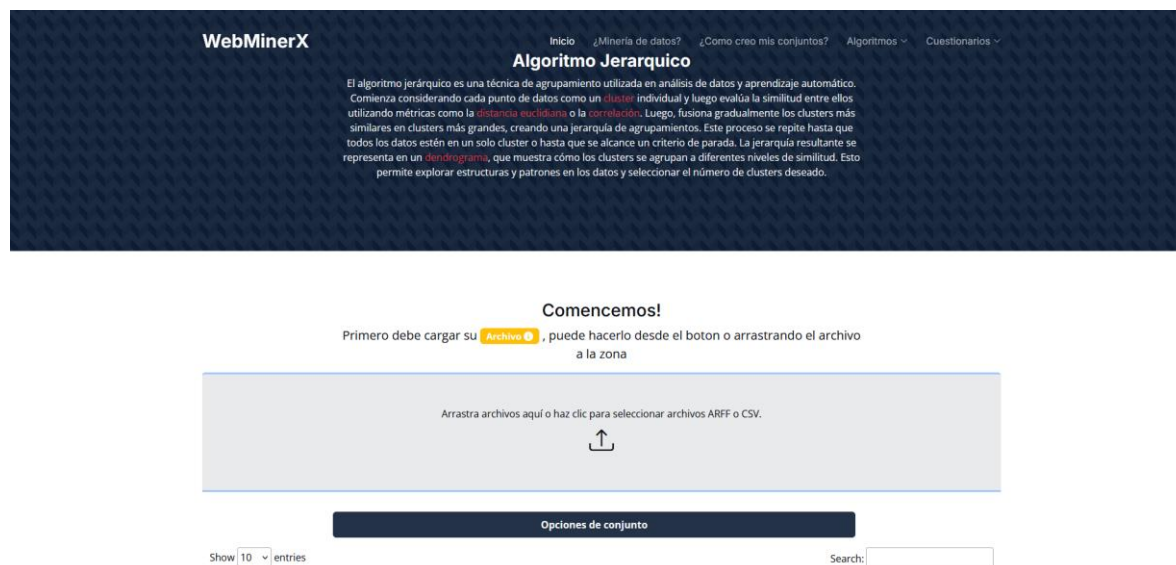 WebMinerX
Inicio ¿Minería de datos? ¿Como creo mis conjuntos? Algoritmos Cuestionarios
Algoritmo Jerarquico
El algoritmo jerárquico es una técnica de agrupamiento utilizada en análisis de datos y aprendizaje automático.
Comienza considerando cada punto de datos como un cluster individual y luego evalúa la similitud entre ellos
utilizando métricas como la distancia euclidiana o la correlación. Luego, fusiona gradualmente los clusters más
similares en clusters más grandes, creando una jerarquía de agrupamientos. Este proceso se repite hasta que
todos los datos estén en un solo cluster o hasta que se alcance un criterio de parada. La jerarquía resultante se
representa en un dendrograma, que muestra cómo los clusters se agrupan a diferentes niveles de similitud. Esto
permite explorar estructuras y patrones en los datos y seleccionar el número de clusters deseado.
Comencemos!
Primero debe cargar su Archivo , puede hacerlo desde el boton o arrastrando el archivo
a la zona
Arrastra archivos aquí o haz clic para seleccionar archivos ARFF o CSV.
Opciones de conjunto
Show 10 entries
Search: